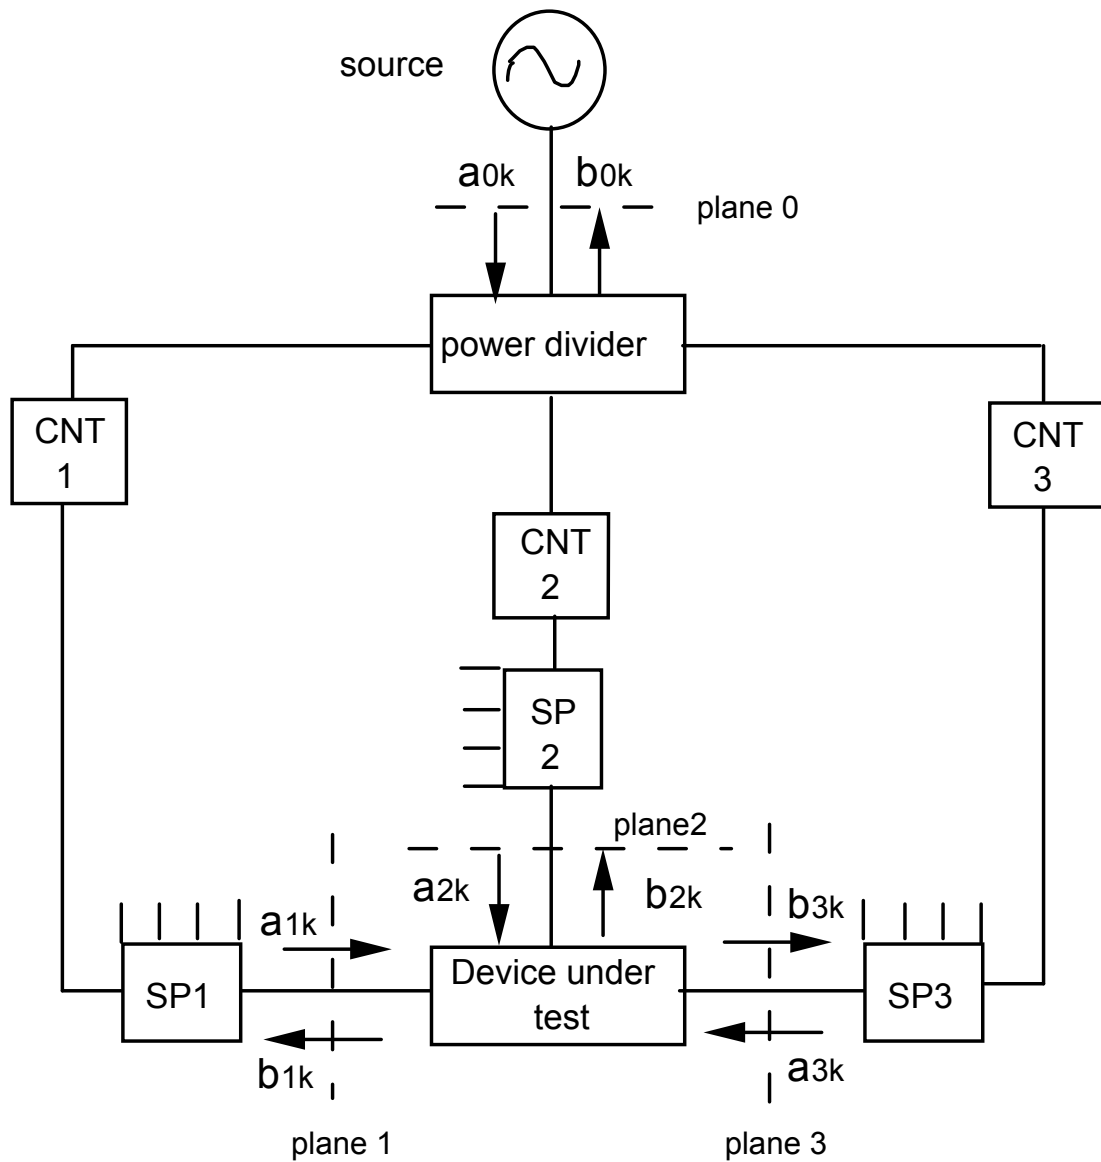 source
a0k b0k
plane 0
power divider
CNT
1
CNT
3
CNT
2
SP
2
plane2
a2k
b2k
a1k
b3k
SP1
Device under
test
SP3
b1k
a3k
plane 1
plane 3